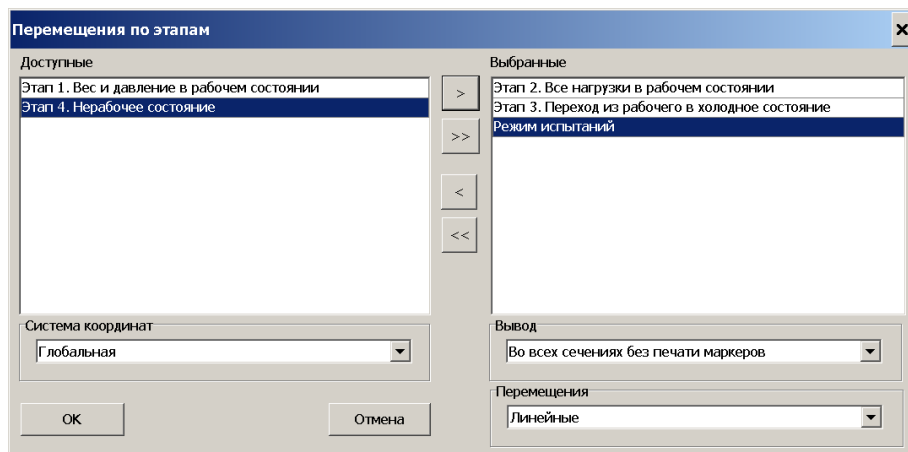 Перемещения по этапам
Доступные
Этап 1. Вес и давление в рабочем состоянии
Этап 4. Нерабочее состояние
>
>>
<
<<
Выбранные
Этап 2. Все нагрузки в рабочем состоянии
Этап 3. Переход из рабочего в холодное состояние
Режим испытаний
Система координат
Глобальная
Вывод
Во всех сечениях без печати маркеров
Перемещения
Линейные
OK
Отмена